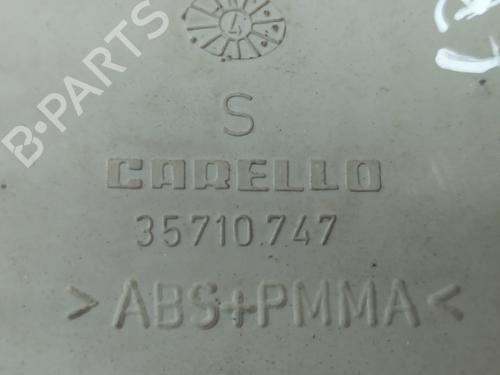 B-PARTS
S
CARELLO
35710.747
>ABS+PMMA<